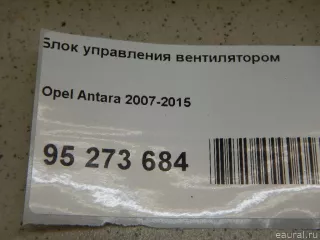 Блок управления вентилятором
Opel Antara 2007-2015
95 273 684
eaural.ru